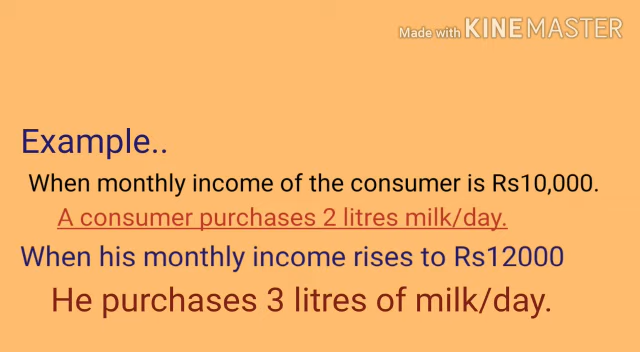 Made with KINEMASTER
Example..
When monthly income of the consumer is Rs10,000.
A consumer purchases 2 litres milk/day.
When his monthly income rises to Rs12000
He purchases 3 litres of milk/day.